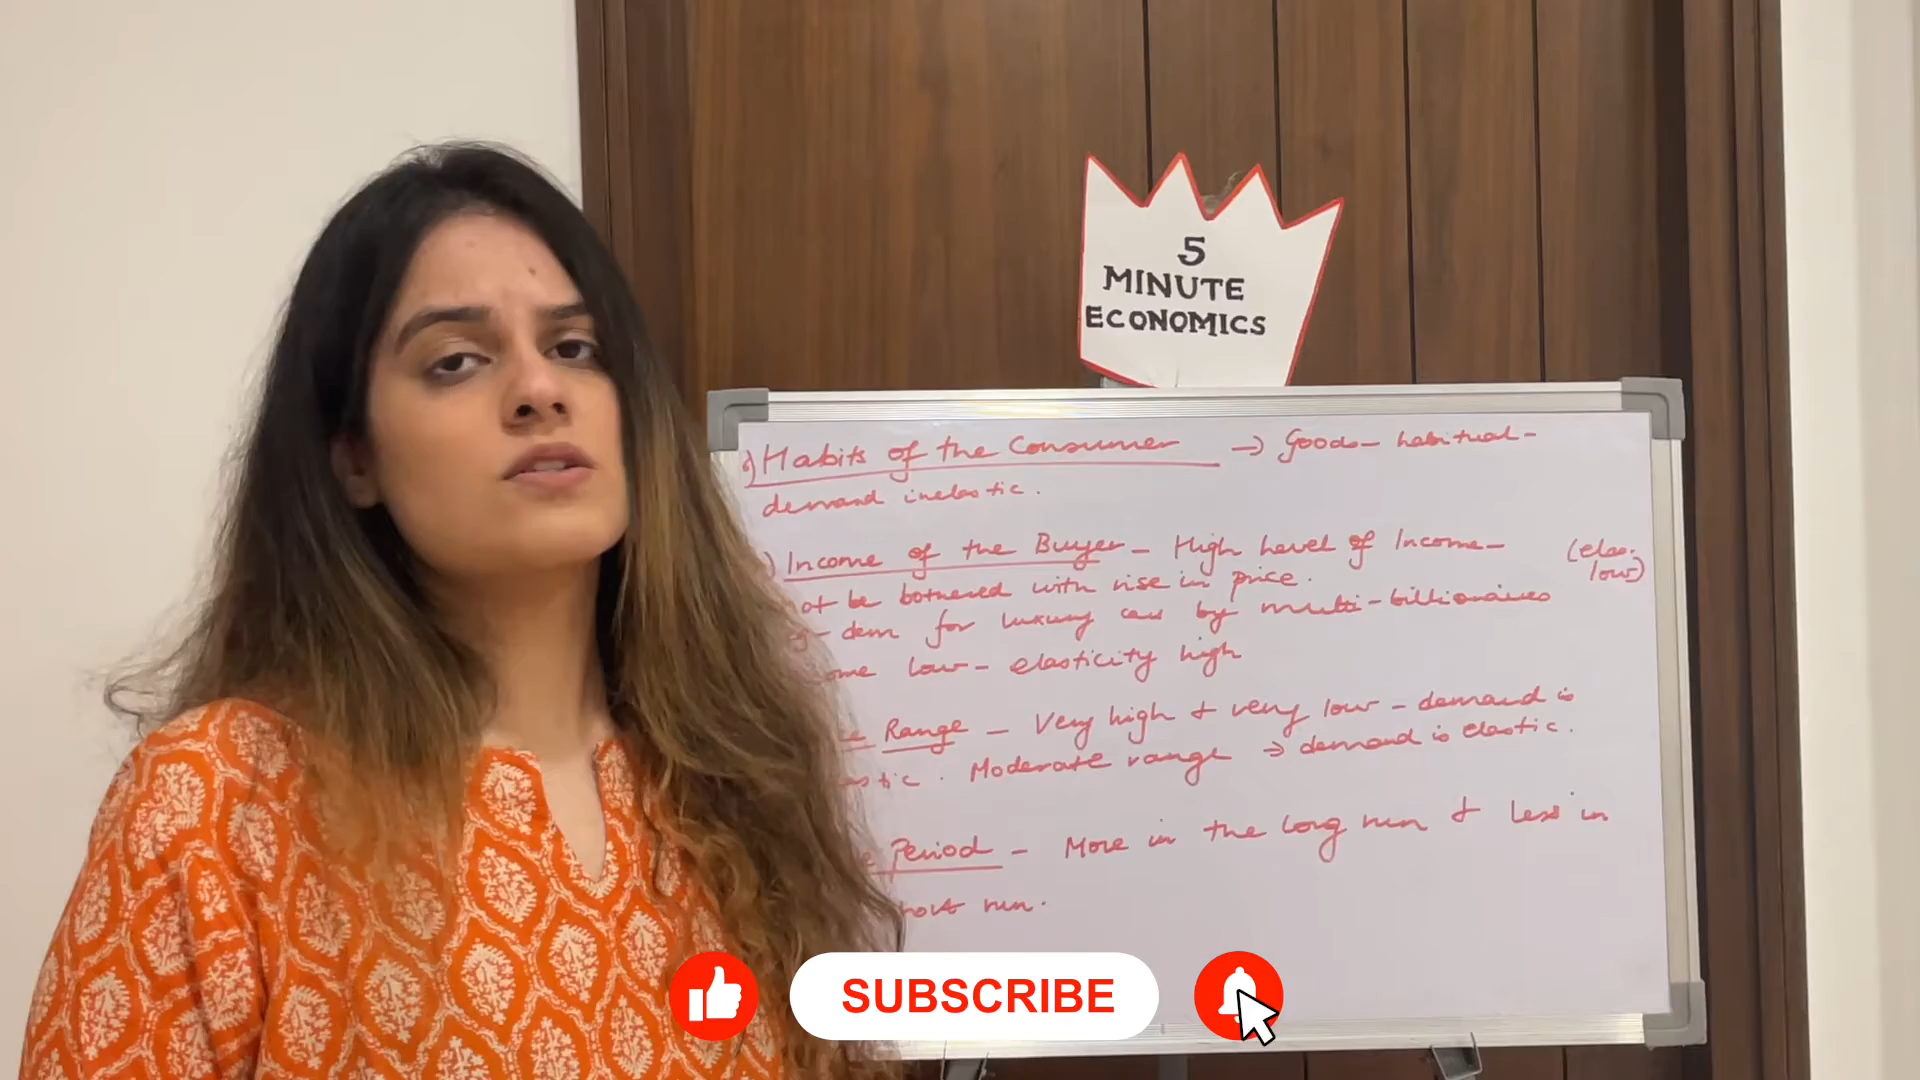 5
MINUTE
ECONOMICS
Habits of the Consumer → Goods - habitual -
demand inelastic.
Income of the Buyer - High Level of Income - (elas.
low)
not be bothered with rise in price.
dem for luxury cars by multi-billionaires
low - elasticity high
Range - Very high & very low - demand is
Moderate range → demand is elastic.
Period - More in the long run & less in
short run.
SUBSCRIBE